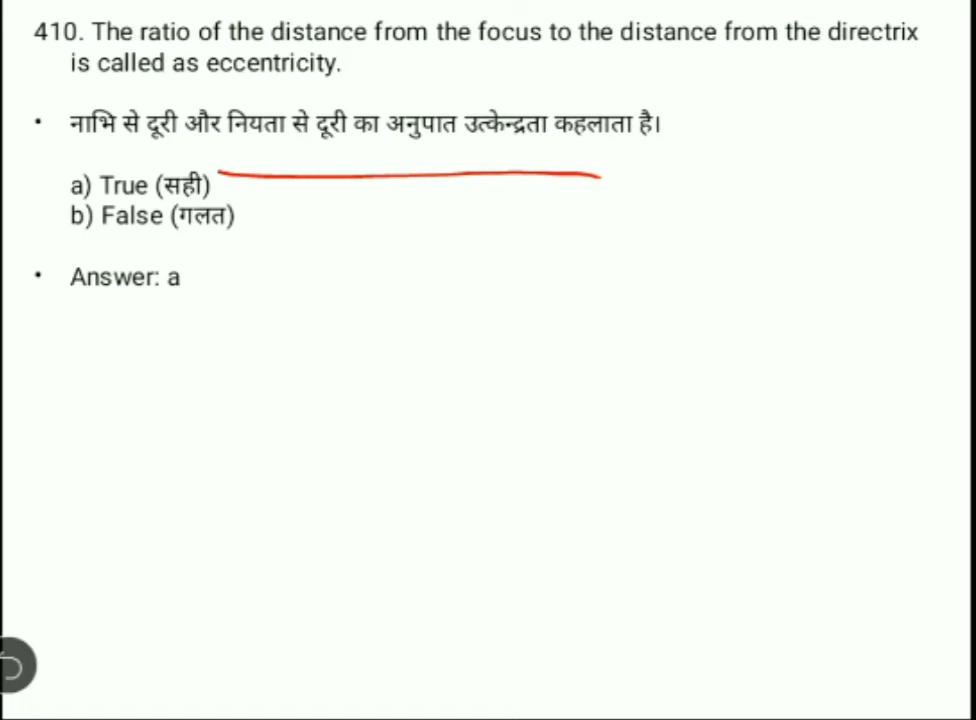 410. The ratio of the distance from the focus to the distance from the directrix
is called as eccentricity.
• नाभि से दूरी और नियता से दूरी का अनुपात उत्केन्द्रता कहलाता है।
a) True (सही)
b) False (गलत)
• Answer: a